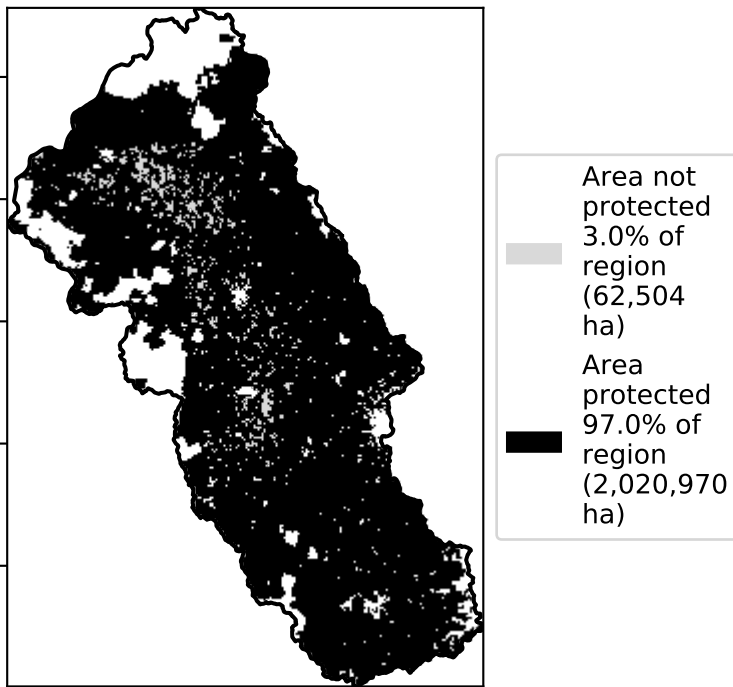 Area not
protected
3.0% of
region
(62,504
ha)
Area
protected
97.0% of
region
(2,020,970
ha)